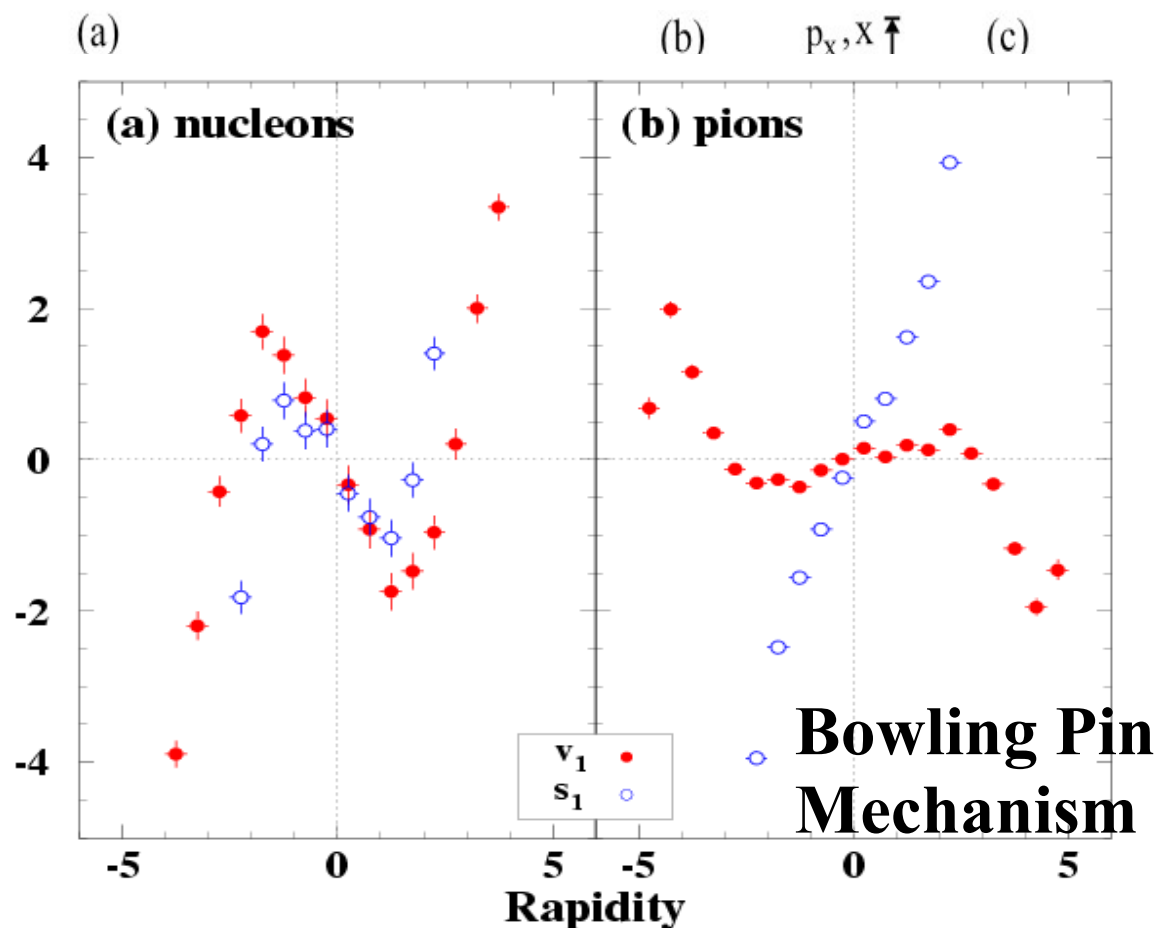 (a)
(b) pₓ,x ↑ (c)
(a) nucleons
(b) pions
4
2
0
-2
-4
v₁
s₁
Bowling Pin
Mechanism
-5 0 5 -5 0 5
Rapidity